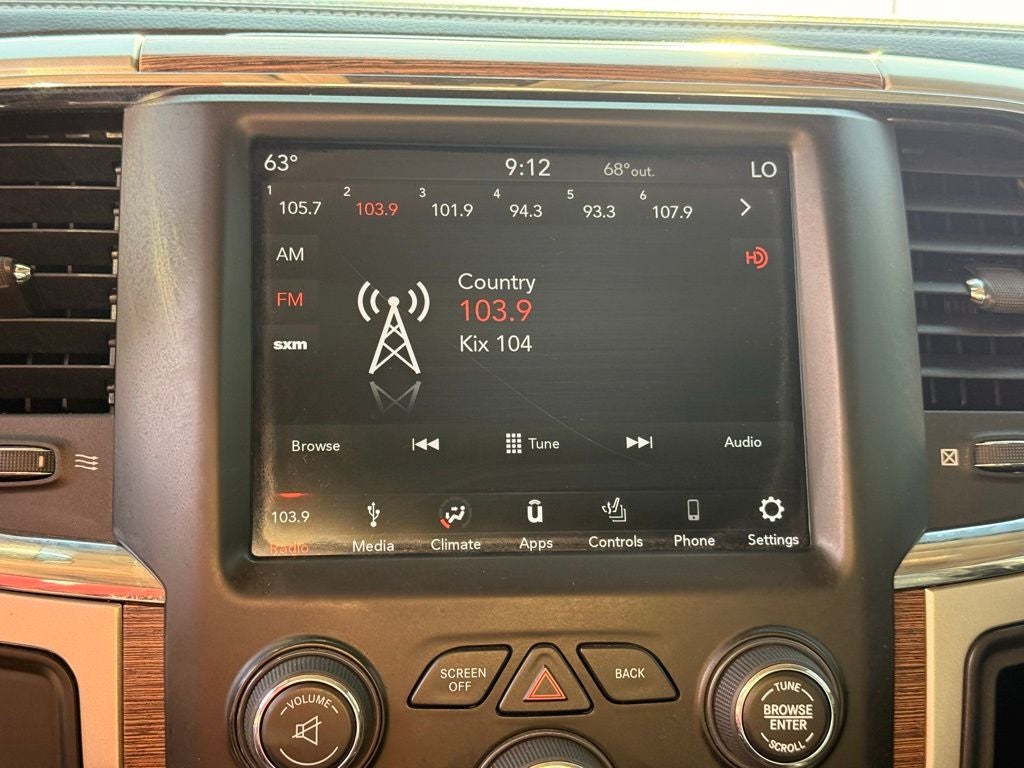 63° 9:12 68°out. LO
1 105.7 2 103.9 3 101.9 4 94.3 5 93.3 6 107.9
AM
HD
Country
FM
103.9
sxm
Kix 104
Browse Tune Audio
103.9
Radio Media Climate Apps Controls Phone Settings
SCREEN
OFF
BACK
VOLUME
TUNE
BROWSE
ENTER
SCROLL